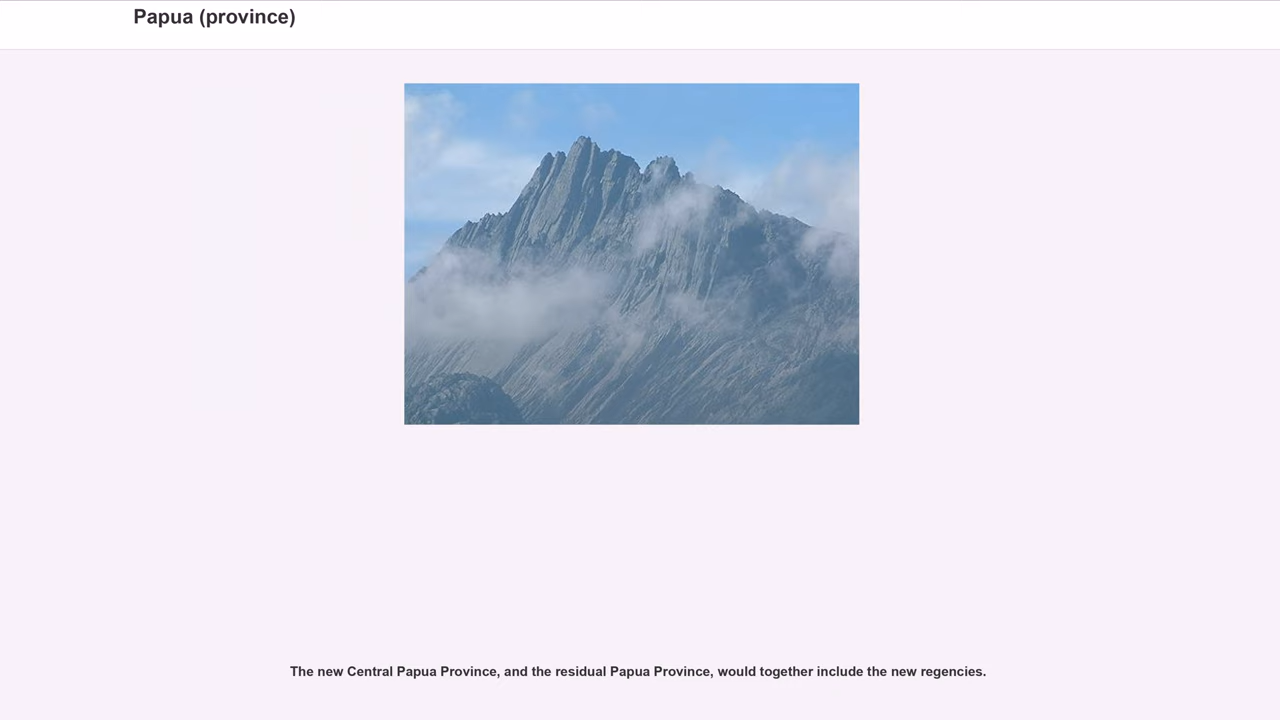 Papua (province)
The new Central Papua Province, and the residual Papua Province, would together include the new regencies.